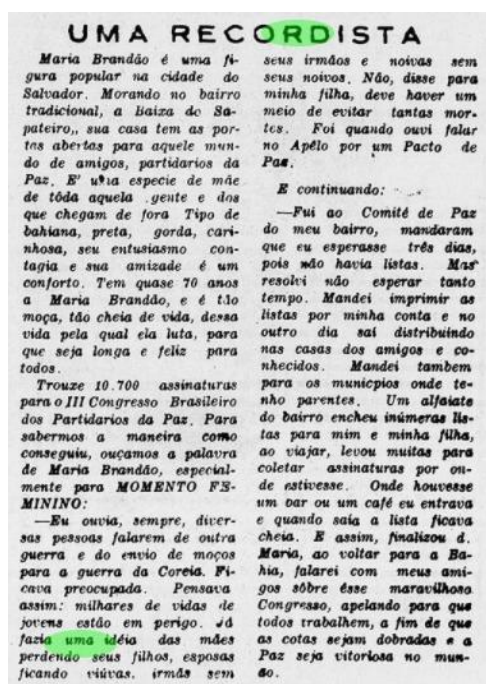 UMA RECORDISTA
Maria Brandão é uma fi-
gura popular na cidade do
Salvador. Morando no bairro
tradicional, a Baixa do Sa-
pateiro,, sua casa tem as por-
tas abertas para aquele mun-
do de amigos, partidarios da
Paz. E' uma especie de mãe
de tôda aquela gente e dos
que chegam de fora Tipo de
bahiana, preta, gorda, cari-
nhosa, seu entusiasmo con-
tagia e sua amizade é um
conforto. Tem quase 70 anos
a Maria Brandão, e é tão
moça, tão cheia de vida, dessa
vida pela qual ela luta, para
que seja longa e feliz para
todos.
Trouxe 10.700 assinaturas
para o III Congresso Brasileiro
dos Partidarios da Paz. Para
sabermos a maneira como
conseguiu, ouçamos a palavra
de Maria Brandão, especial-
mente para MOMENTO FE-
MININO:
—Eu ouvia, sempre, diver-
sas pessoas falarem de outra
guerra e do envio de moços
para a guerra da Coreia. Fi-
cava preocupada. Pensava
assim: milhares de vidas de
jovens estão em perigo. Já
fazia uma idéia das mães
perdendo seus filhos, esposas
ficando viúvas, irmãs sem
seus irmãos e noivas sem
seus noivos. Não, disse para
minha filha, deve haver um
meio de evitar tantas mor-
tes. Foi quando ouvi falar
no Apêlo por um Pacto de
Paz.
E continuando:
—Fui ao Comité de Paz
do meu bairro, mandaram
que eu esperasse três dias,
pois não havia listas. Mas
resolvi não esperar tanto
tempo. Mandei imprimir as
listas por minha conta e no
outro dia sai distribuindo
nas casas dos amigos e co-
nhecidos. Mandei tambem
para os municpios onde te-
nho parentes. Um alfaiate
do bairro encheu inúmeras lis-
tas para mim e minha filha,
ao viajar, levou muitas para
coletar assinaturas por on-
de estivesse. Onde houvesse
um bar ou um café eu entrava
e quando saia a lista ficava
cheia. E assim, finalizou d.
Maria, ao voltar para a Ba-
hia, falarei com meus ami-
gos sôbre êsse maravilhoso
Congresso, apelando para que
todos trabalhem, a fim de que
as cotas sejam dobradas e a
Paz seja vitoriosa no mun-
do.